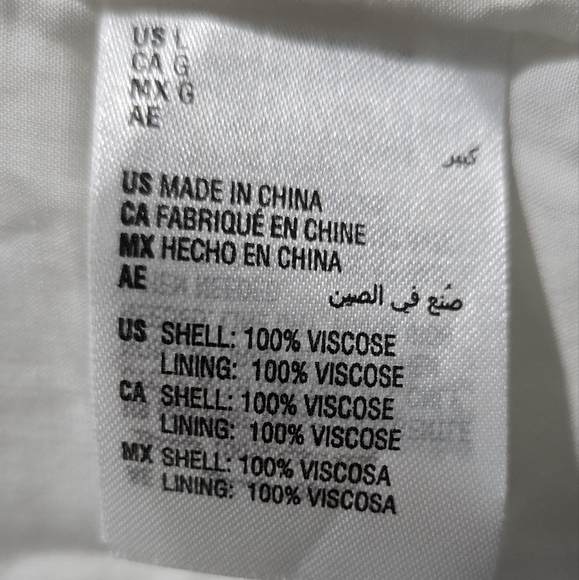 US L
CA G
MX G
AE
كبير
US MADE IN CHINA
CA FABRIQUÉ EN CHINE
MX HECHO EN CHINA
AE صُنع في الصين
US SHELL: 100% VISCOSE
LINING: 100% VISCOSE
CA SHELL: 100% VISCOSE
LINING: 100% VISCOSE
MX SHELL: 100% VISCOSA
LINING: 100% VISCOSA